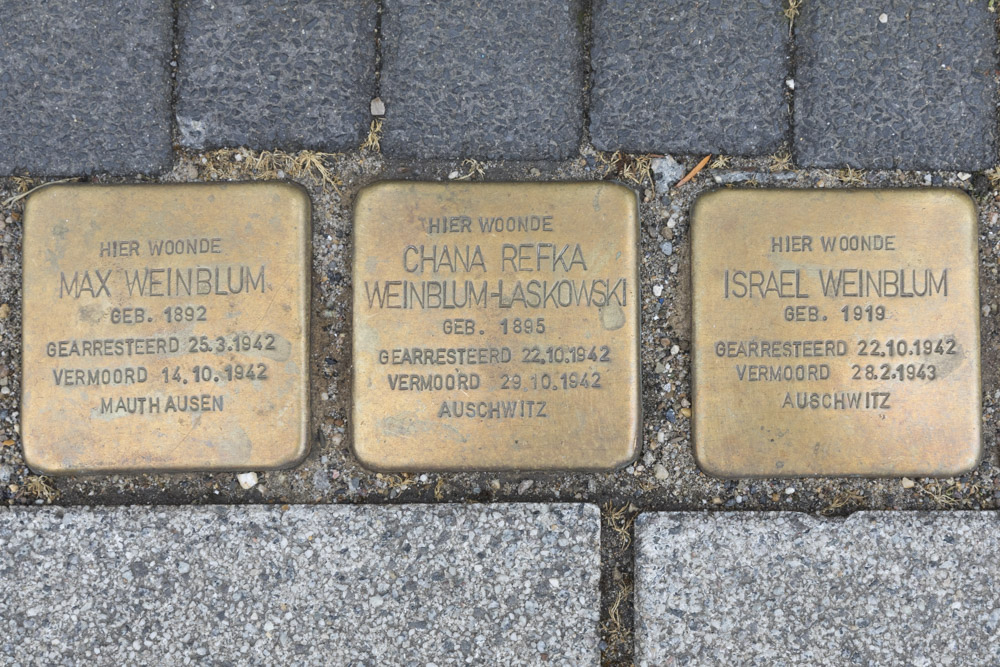 HIER WOONDE
MAX WEINBLUM
GEB. 1892
GEARRESTEERD 25.3.1942
VERMOORD 14.10.1942
MAUTHAUSEN
HIER WOONDE
CHANA REFKA
WEINBLUM-LASKOWSKI
GEB. 1895
GEARRESTEERD 22.10.1942
VERMOORD 29.10.1942
AUSCHWITZ
HIER WOONDE
ISRAEL WEINBLUM
GEB. 1919
GEARRESTEERD 22.10.1942
VERMOORD 28.2.1943
AUSCHWITZ